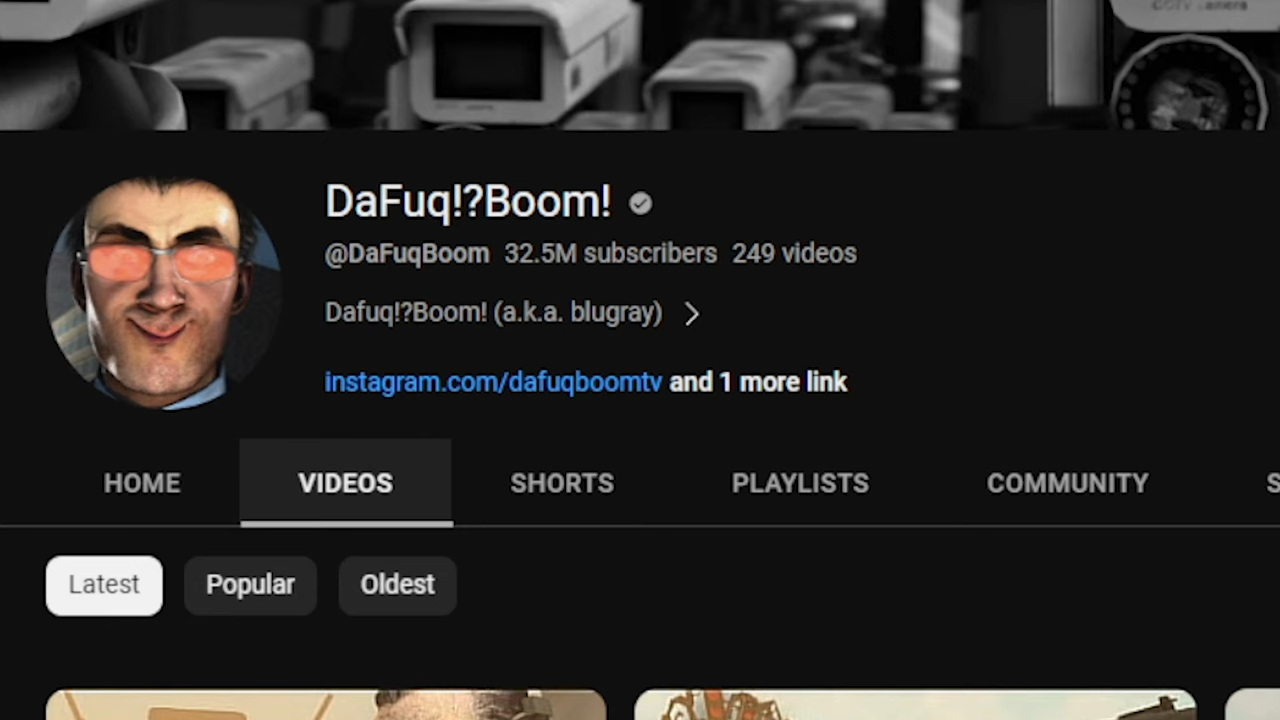 DaFuq!?Boom!
@DaFuqBoom 32.5M subscribers 249 videos
Dafuq!?Boom! (a.k.a. blugray)
instagram.com/dafuqboomtv and 1 more link
HOME VIDEOS SHORTS PLAYLISTS COMMUNITY S
Latest Popular Oldest